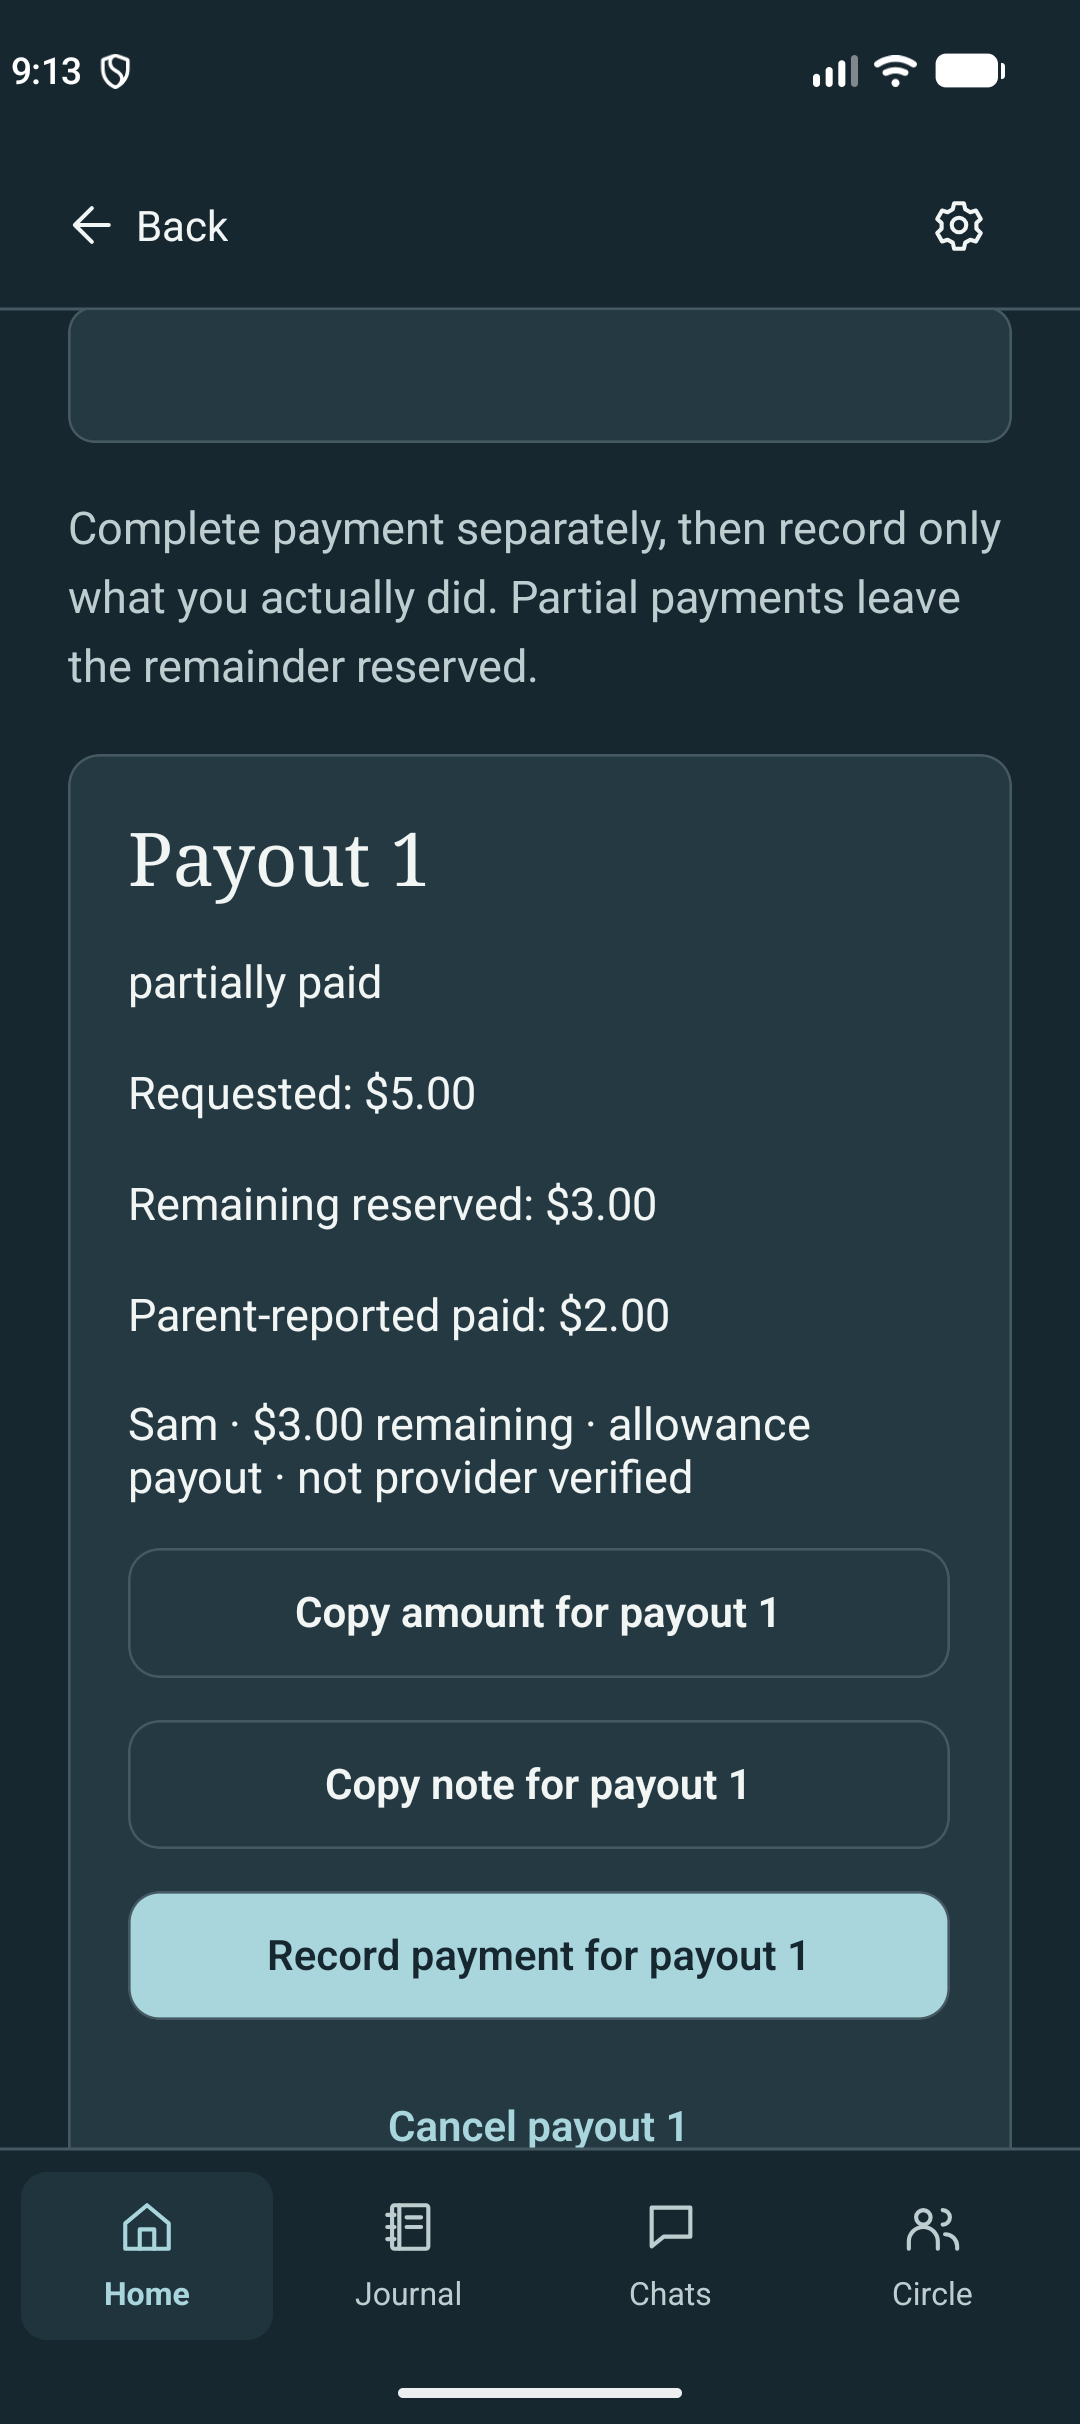 9:13
Back
Complete payment separately, then record only
what you actually did. Partial payments leave
the remainder reserved.
Payout 1
partially paid
Requested: $5.00
Remaining reserved: $3.00
Parent-reported paid: $2.00
Sam · $3.00 remaining · allowance
payout · not provider verified
Copy amount for payout 1
Copy note for payout 1
Record payment for payout 1
Cancel payout 1
Home
Journal
Chats
Circle